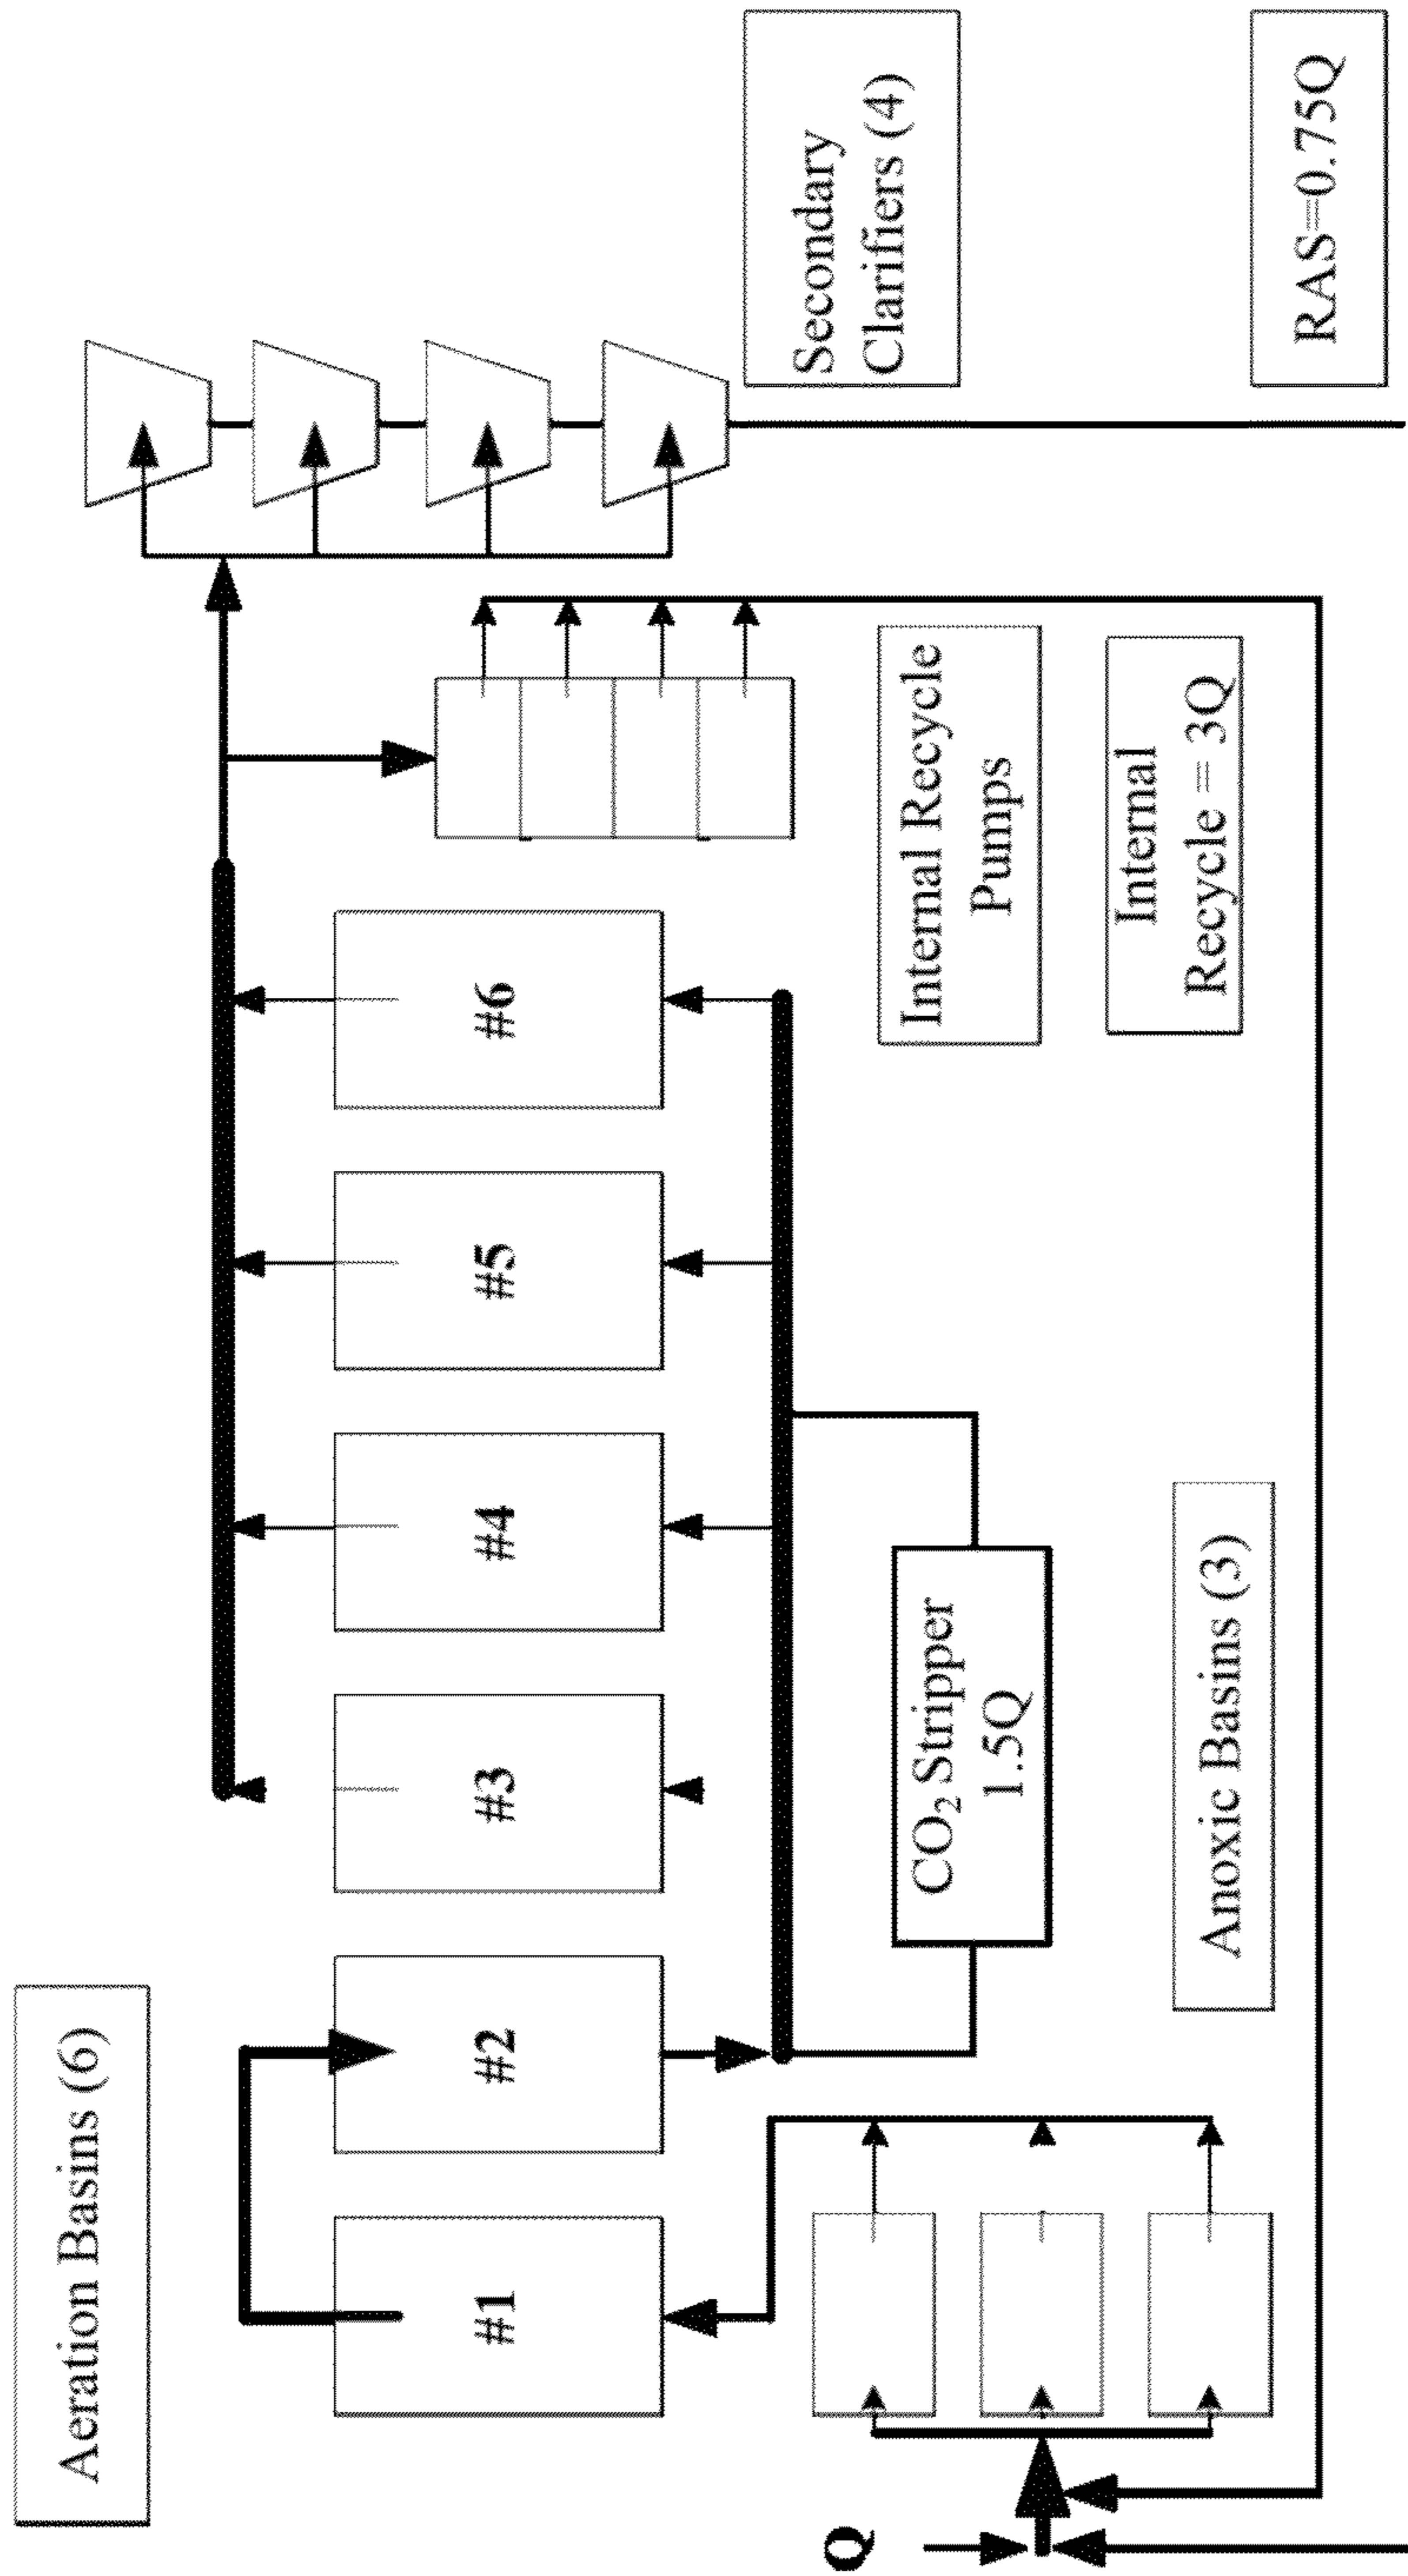 Aeration Basins (6)
#1
#2
#3
#4
#5
#6
Secondary
Clarifiers (4)
CO₂ Stripper
1.5Q
Internal Recycle
Pumps
Internal
Recycle = 3Q
Q
Anoxic Basins (3)
RAS=0.75Q